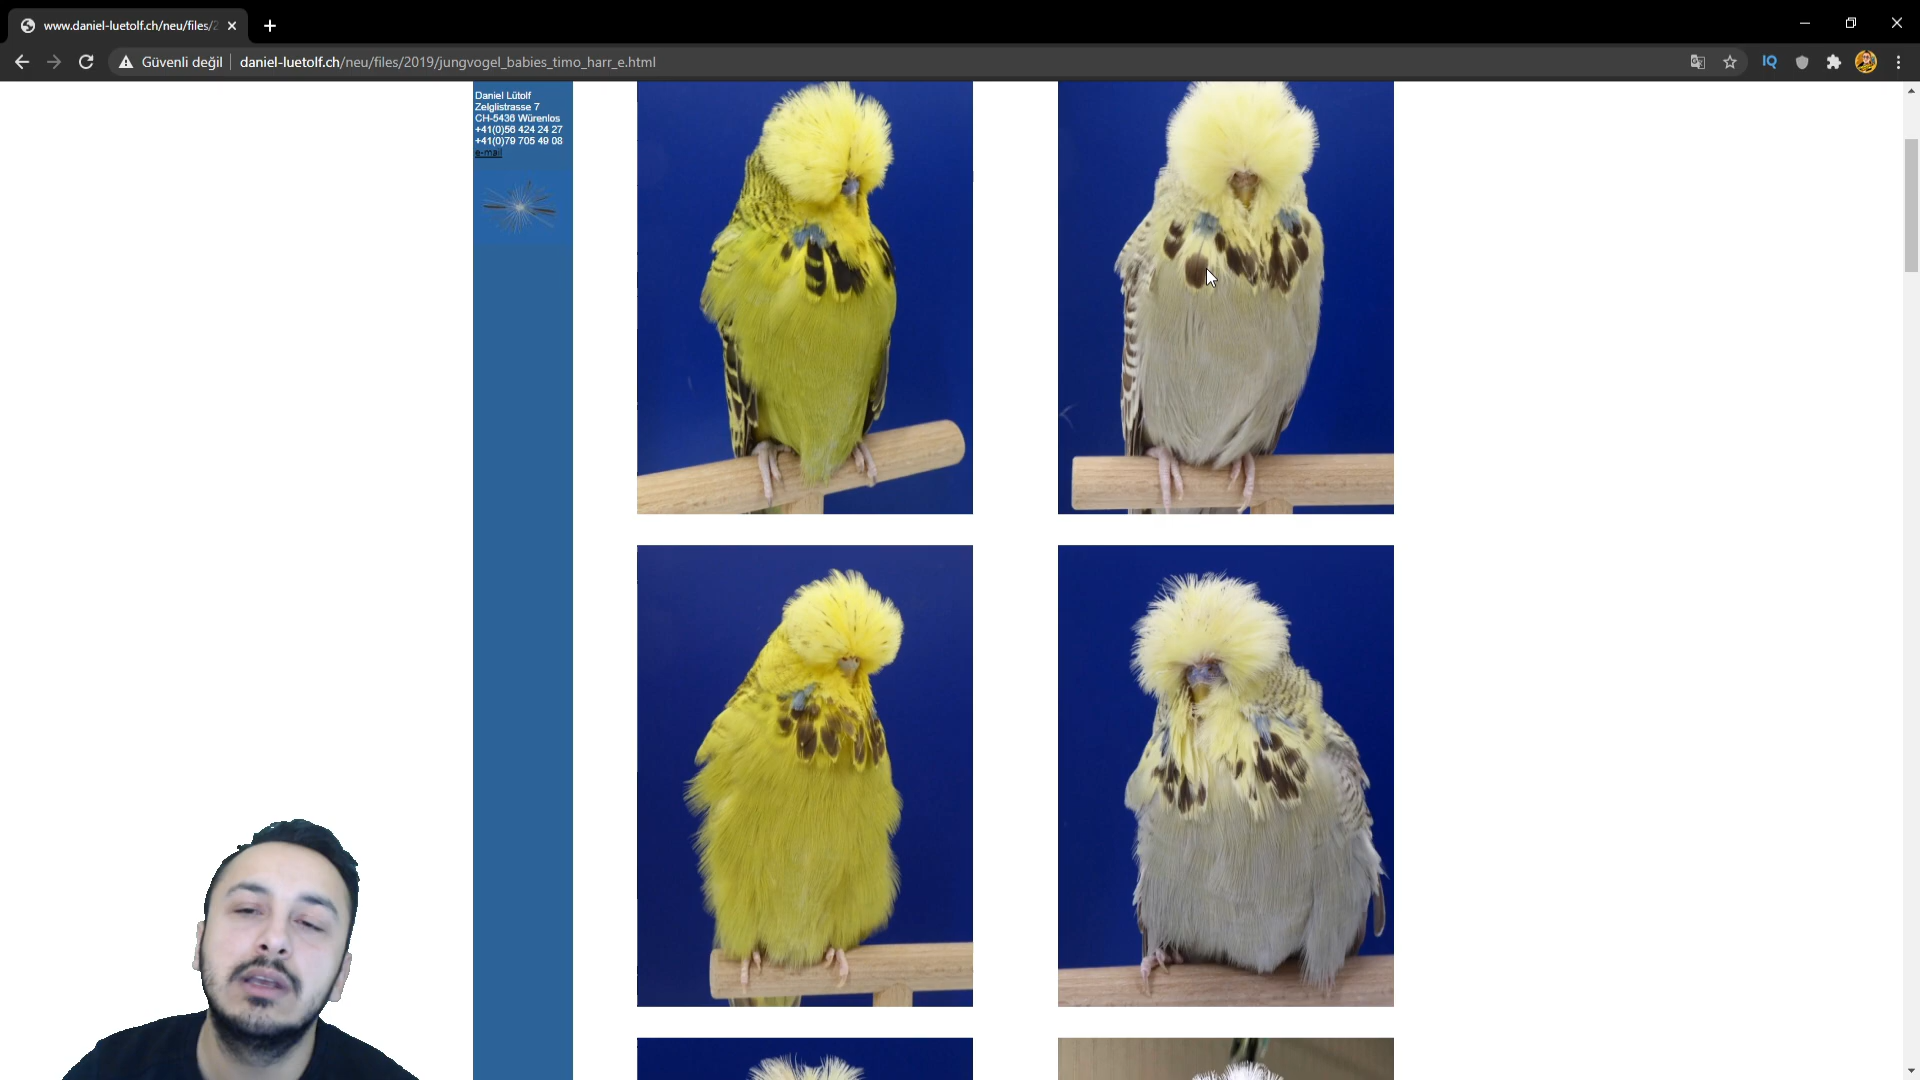 www.daniel-luetolf.ch/neu/files/2
Güvenli değil
daniel-luetolf.ch/neu/files/2019/jungvogel_babies_timo_harr_e.html
IQ
Daniel Lütolf
Zelglistrasse 7
CH-5436 Würenlos
+41(0)56 424 24 27
+41(0)79 705 49 08
e-mail